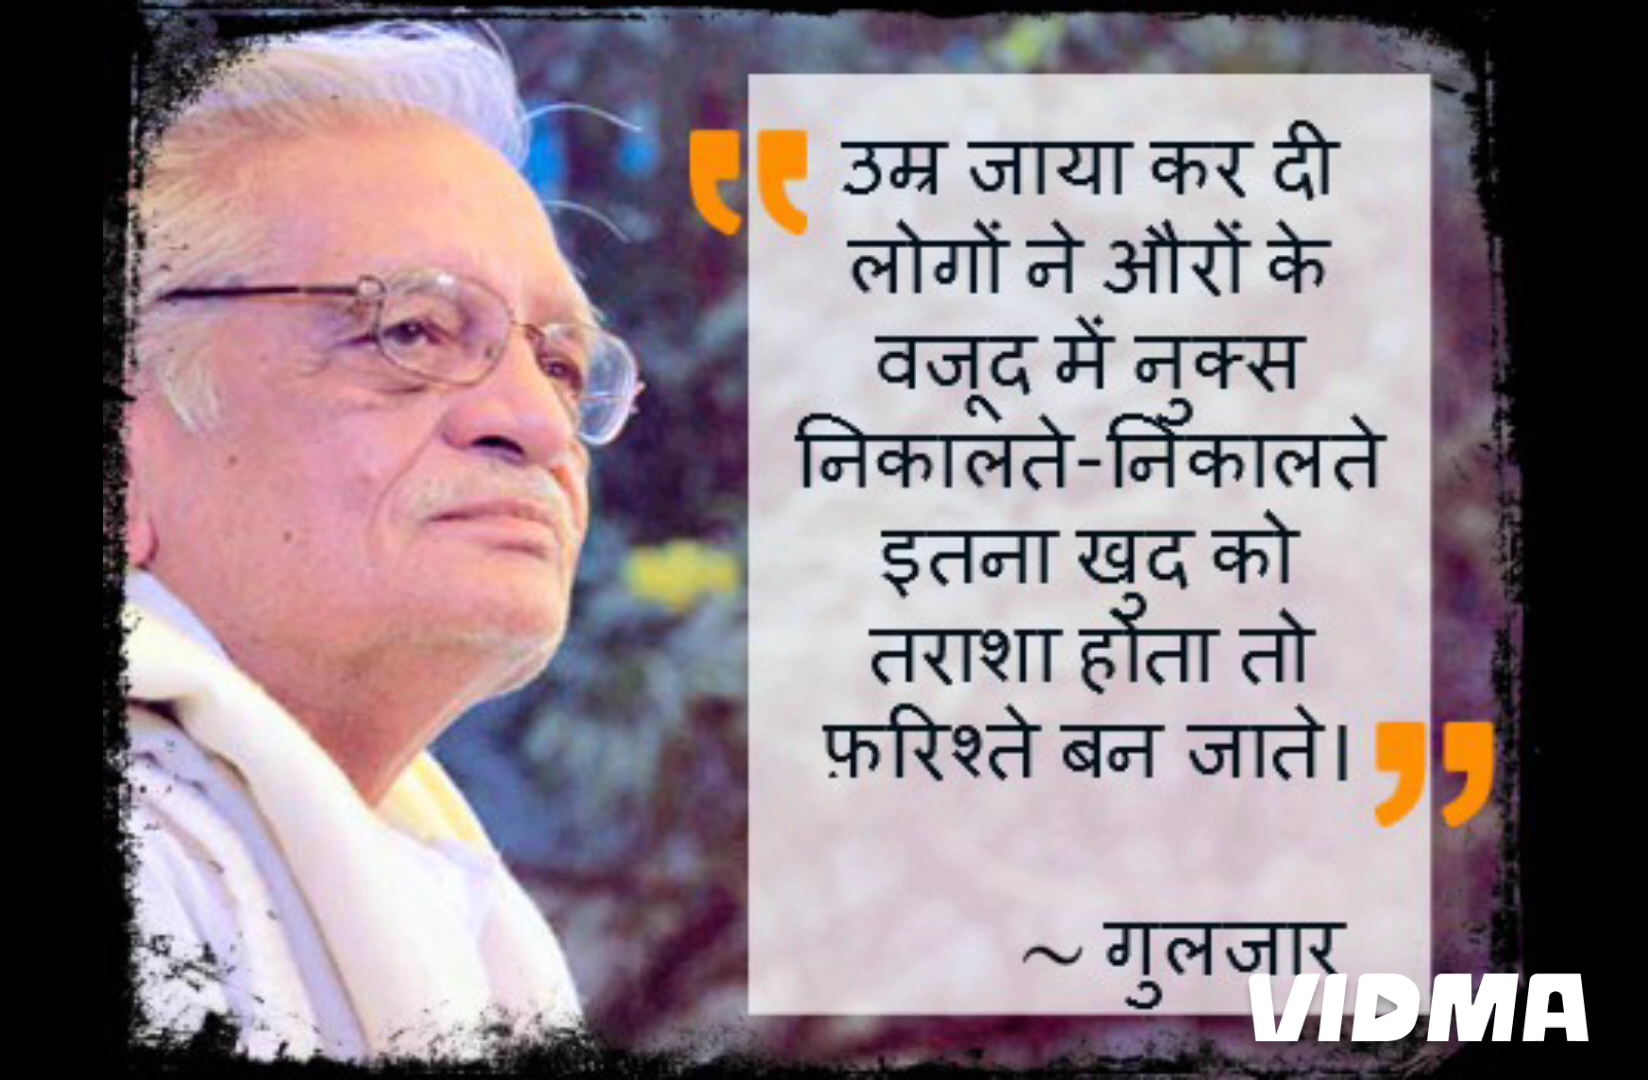 उम्र जाया कर दी
लोगों ने औरों के
वजूद में नुक्स
निकालते-निकालते
इतना खुद को
तराशा होता तो
फ़रिश्ते बन जाते।
~ गुलजार
VIDMA